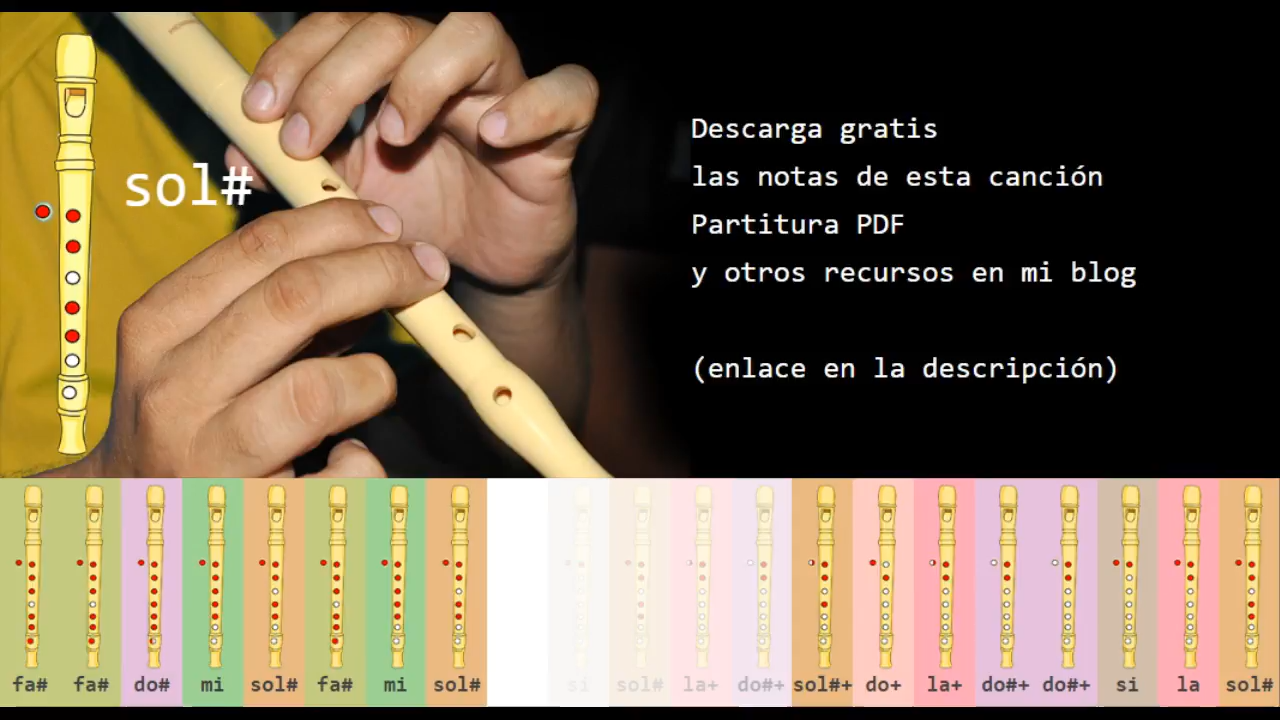 sol#
Descarga gratis
las notas de esta canción
Partitura PDF
y otros recursos en mi blog
(enlace en la descripción)
fa# fa# do# mi sol# fa# mi sol# si sol# la+ do#+ sol#+ do+ la+ do#+ do#+ si la sol#